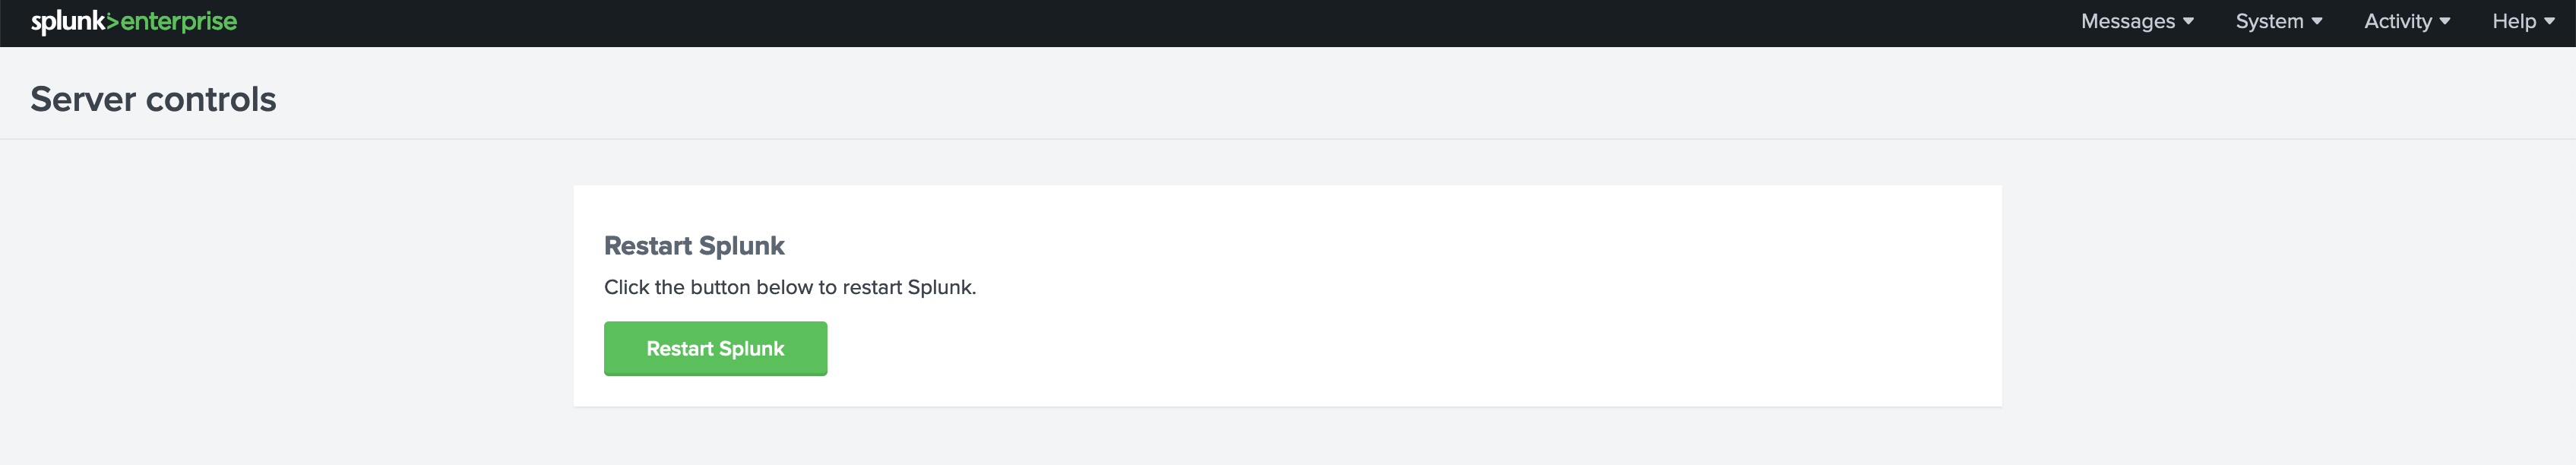 splunk>enterprise Messages System Activity Help
Server controls
Restart Splunk
Click the button below to restart Splunk.
Restart Splunk